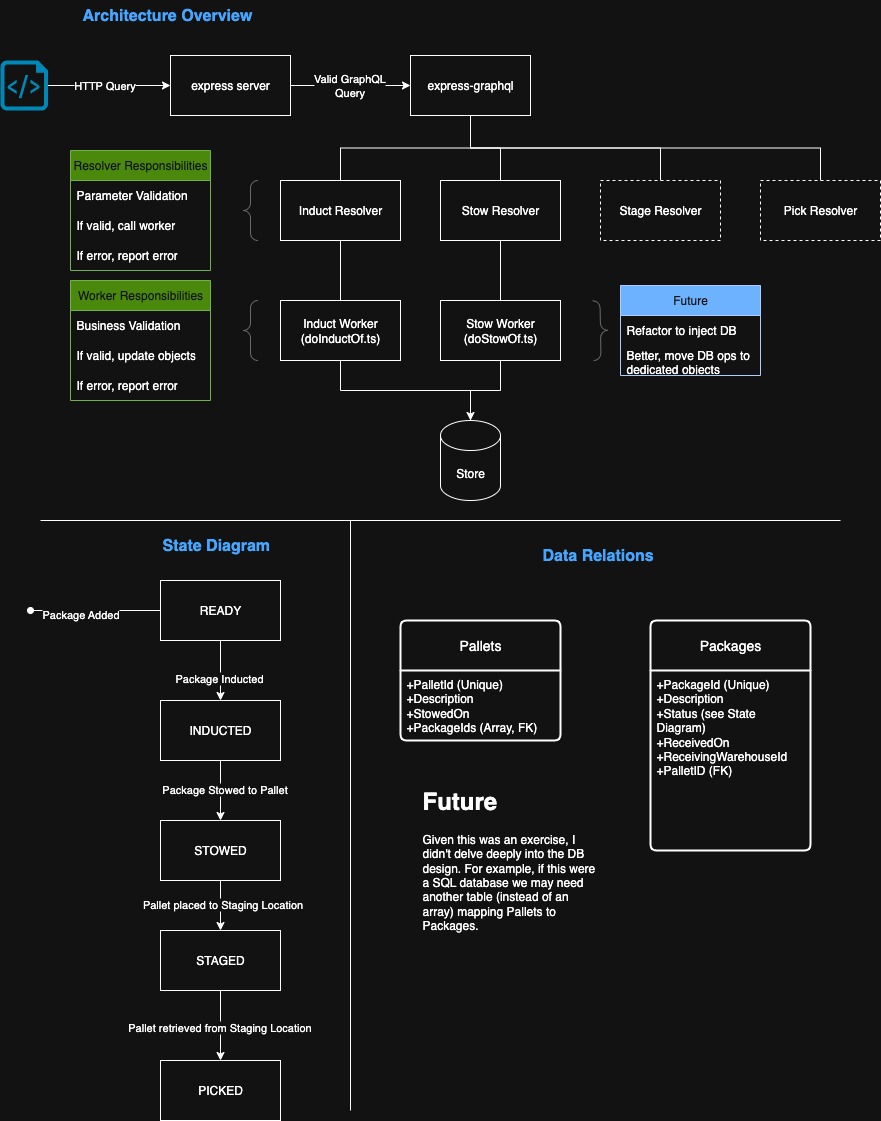 Architecture Overview
</>
HTTP Query
express server
Valid GraphQL
Query
express-graphql
Resolver Responsibilities
Parameter Validation
If valid, call worker
If error, report error
Induct Resolver
Stow Resolver
Stage Resolver
Pick Resolver
Worker Responsibilities
Business Validation
If valid, update objects
If error, report error
Induct Worker
(doInductOf.ts)
Stow Worker
(doStowOf.ts)
Future
Refactor to inject DB
Better, move DB ops to
dedicated objects
Store
State Diagram
Package Added
READY
Package Inducted
INDUCTED
Package Stowed to Pallet
STOWED
Pallet placed to Staging Location
STAGED
Pallet retrieved from Staging Location
PICKED
Data Relations
Pallets
+PalletId (Unique)
+Description
+StowedOn
+PackageIds (Array, FK)
Packages
+PackageId (Unique)
+Description
+Status (see State
Diagram)
+ReceivedOn
+ReceivingWarehouseId
+PalletID (FK)
Future
Given this was an exercise, I
didn't delve deeply into the DB
design. For example, if this were
a SQL database we may need
another table (instead of an
array) mapping Pallets to
Packages.